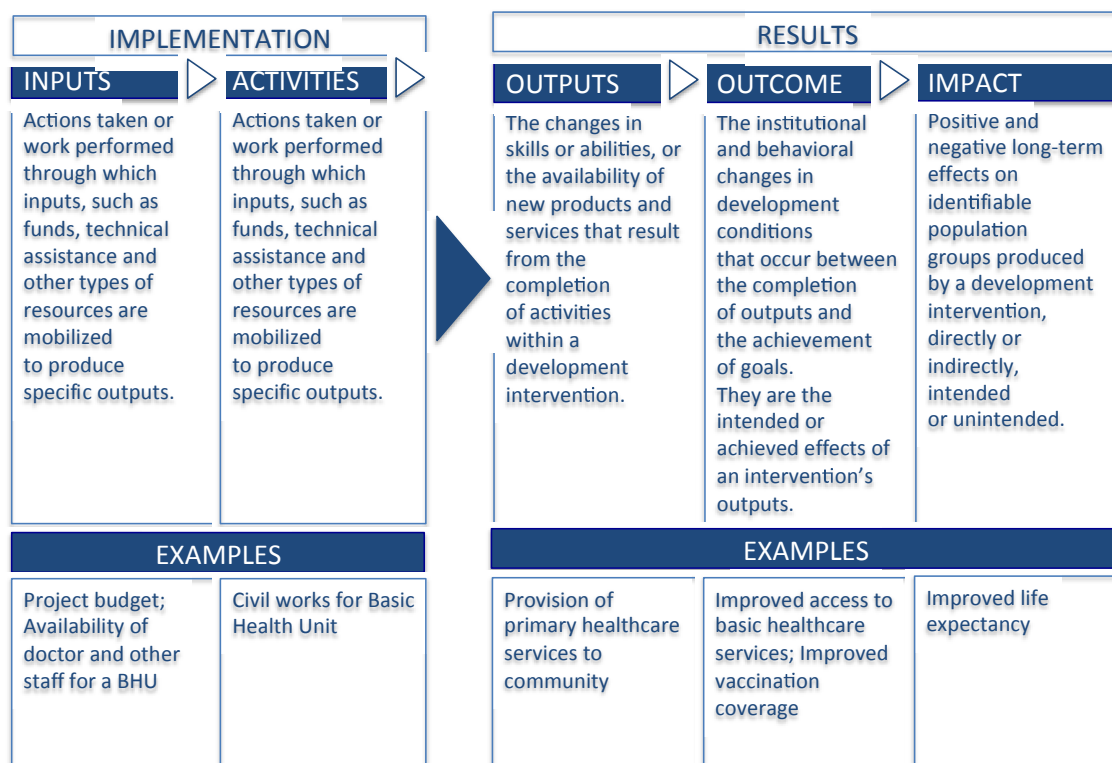 IMPLEMENTATION
INPUTS
ACTIVITIES
Actions taken or
work performed
through which
inputs, such as
funds, technical
assistance and
other types of
resources are
mobilized
to produce
specific outputs.
Actions taken or
work performed
through which
inputs, such as
funds, technical
assistance and
other types of
resources are
mobilized
to produce
specific outputs.
EXAMPLES
Project budget;
Availability of
doctor and other
staff for a BHU
Civil works for Basic
Health Unit
RESULTS
OUTPUTS
OUTCOME
IMPACT
The changes in
skills or abilities, or
the availability of
new products and
services that result
from the
completion
of activities
within a
development
intervention.
The institutional
and behavioral
changes in
development
conditions
that occur between
the completion
of outputs and
the achievement
of goals.
They are the
intended or
achieved effects of
an intervention’s
outputs.
Positive and
negative long-term
effects on
identifiable
population
groups produced
by a development
intervention,
directly or
indirectly,
intended
or unintended.
EXAMPLES
Provision of
primary healthcare
services to
community
Improved access to
basic healthcare
services; Improved
vaccination
coverage
Improved life
expectancy